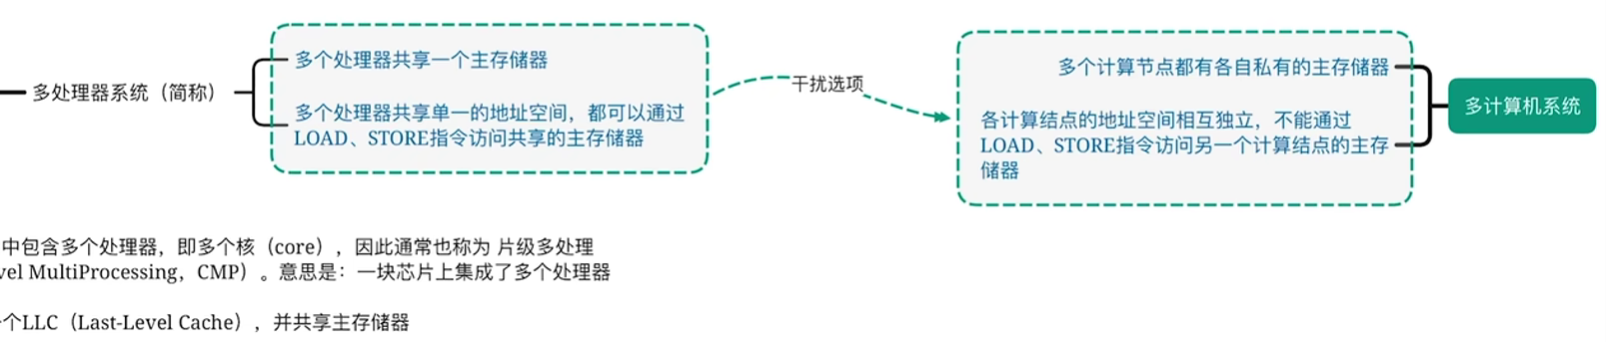 多处理器系统（简称）
多个处理器共享一个主存储器
多个处理器共享单一的地址空间，都可以通过
LOAD、STORE指令访问共享的主存储器
干扰选项
多个计算节点都有各自私有的主存储器
各计算结点的地址空间相互独立，不能通过
LOAD、STORE指令访问另一个计算结点的主存
储器
多计算机系统
中包含多个处理器，即多个核（core），因此通常也称为 片级多处理
vel MultiProcessing，CMP）。意思是：一块芯片上集成了多个处理器
个LLC（Last-Level Cache），并共享主存储器